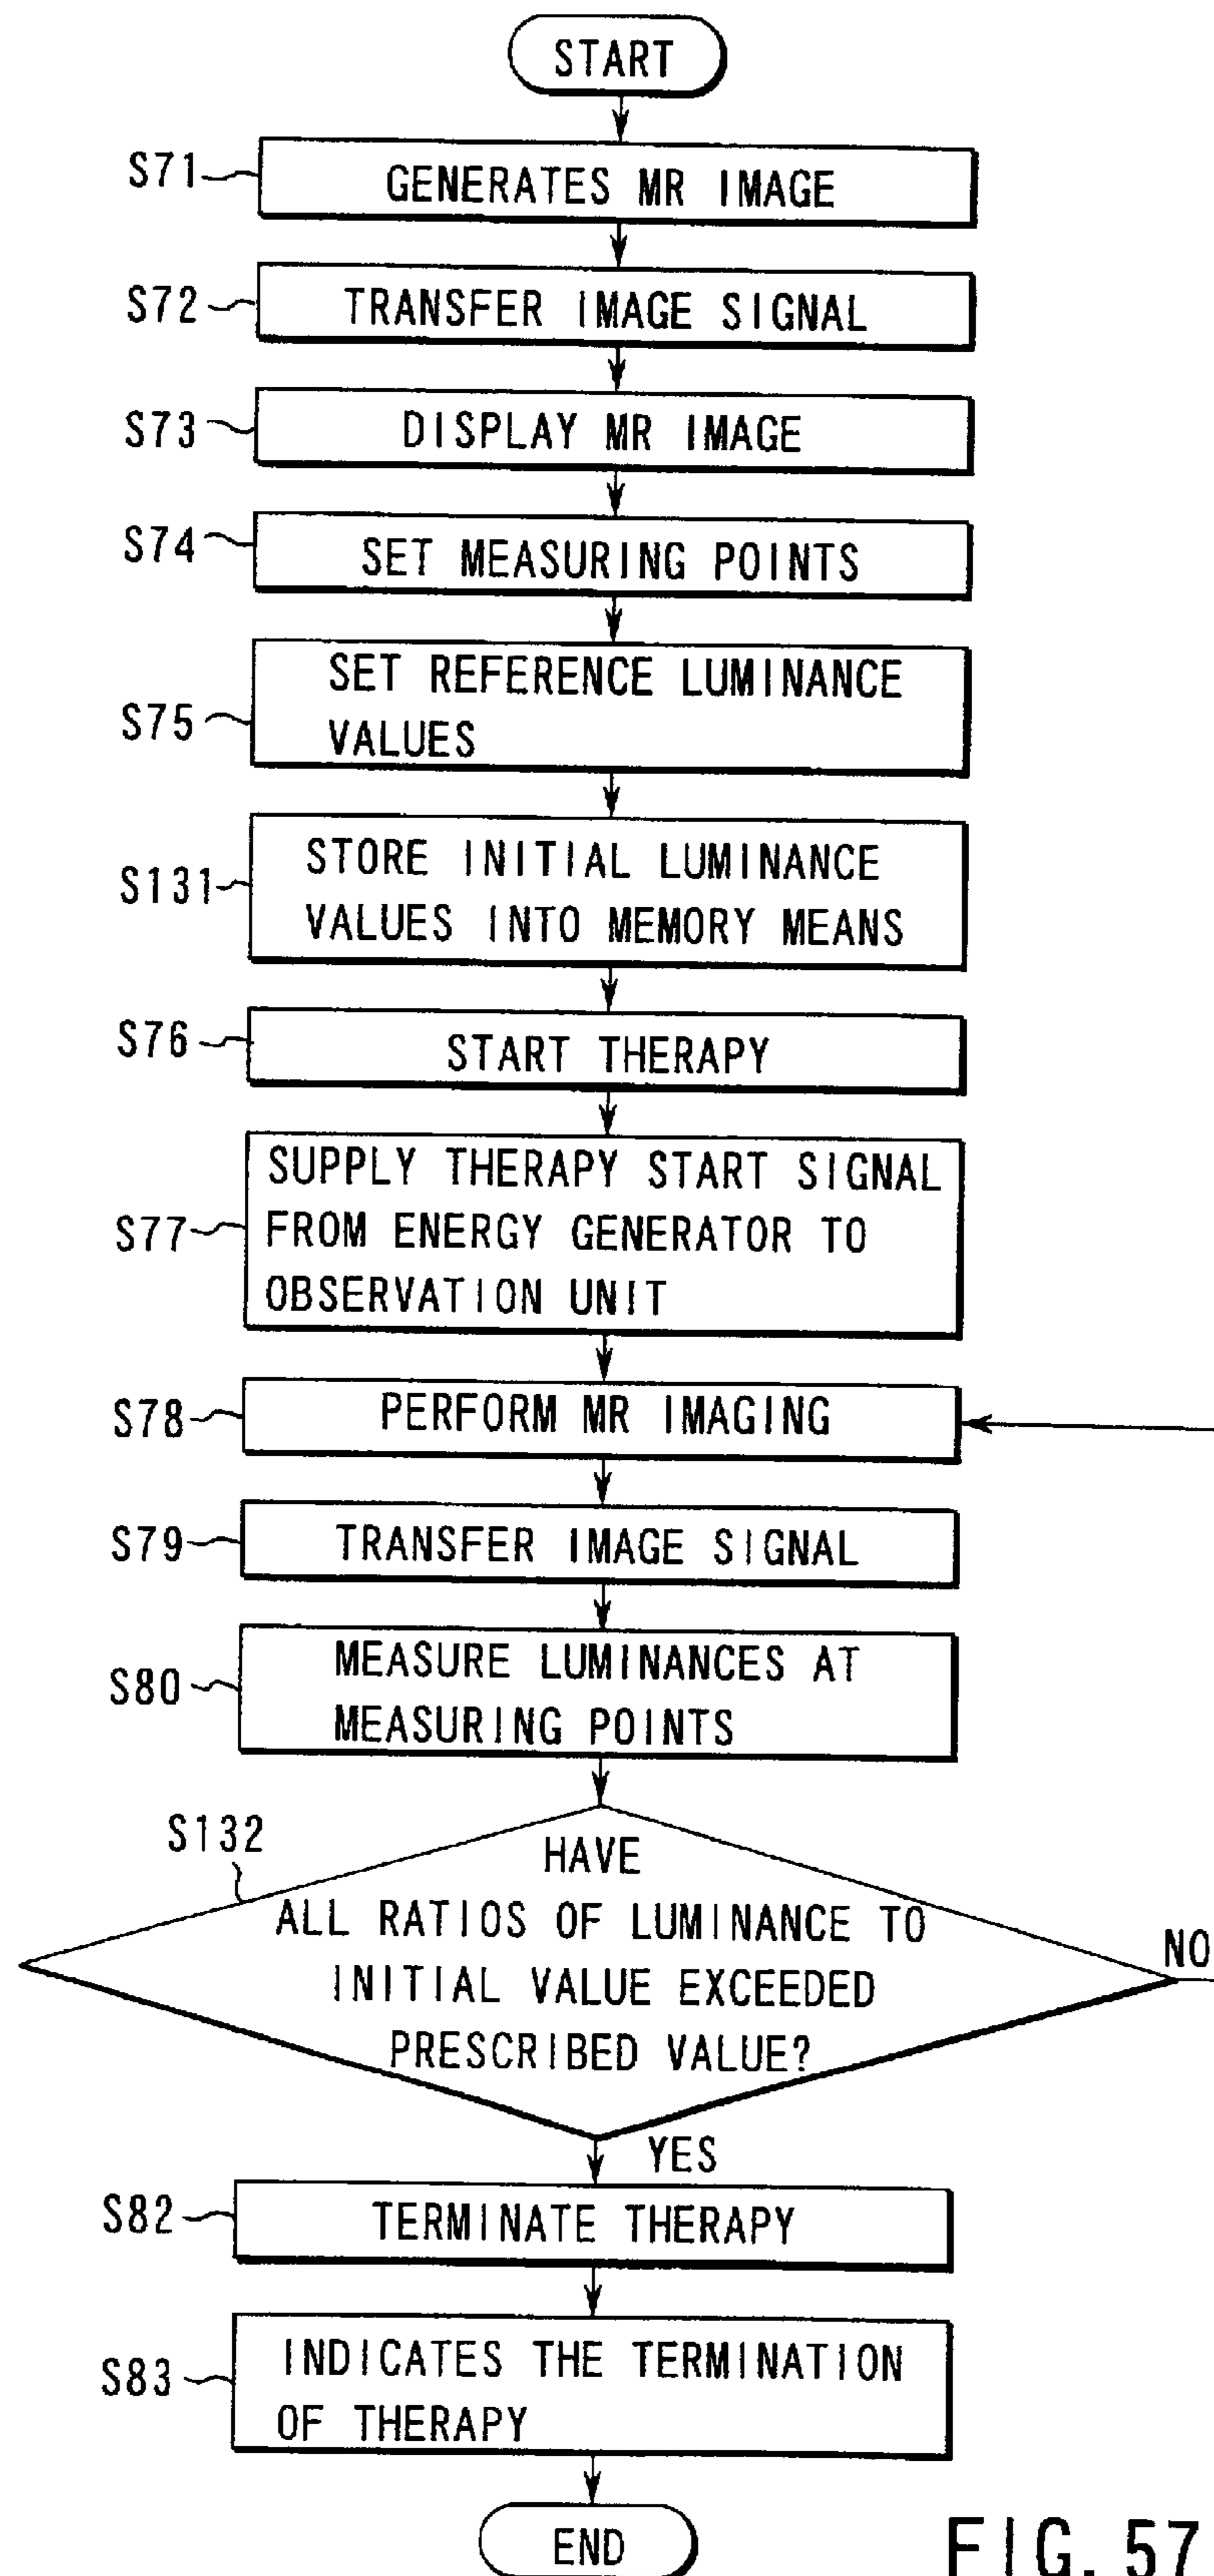 START
S71
GENERATES MR IMAGE
S72
TRANSFER IMAGE SIGNAL
S73
DISPLAY MR IMAGE
S74
SET MEASURING POINTS
S75
SET REFERENCE LUMINANCE
VALUES
S131
STORE INITIAL LUMINANCE
VALUES INTO MEMORY MEANS
S76
START THERAPY
S77
SUPPLY THERAPY START SIGNAL
FROM ENERGY GENERATOR TO
OBSERVATION UNIT
S78
PERFORM MR IMAGING
S79
TRANSFER IMAGE SIGNAL
S80
MEASURE LUMINANCES AT
MEASURING POINTS
S132
HAVE
ALL RATIOS OF LUMINANCE TO
INITIAL VALUE EXCEEDED
PRESCRIBED VALUE?
NO
YES
S82
TERMINATE THERAPY
S83
INDICATES THE TERMINATION
OF THERAPY
END
FIG. 57